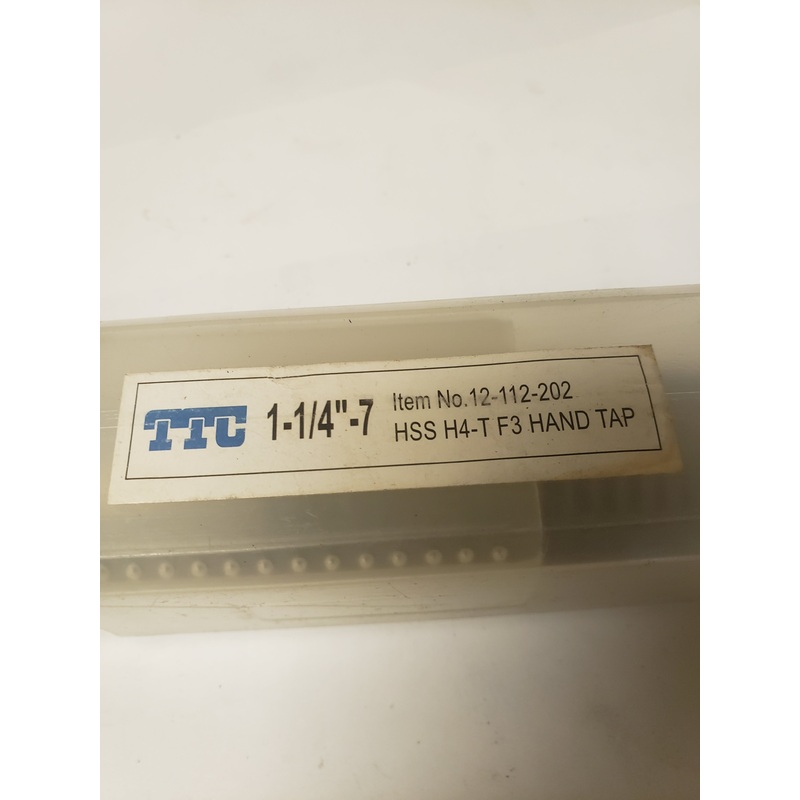 TTC
1-1/4"-7
Item No.12-112-202
HSS H4-T F3 HAND TAP